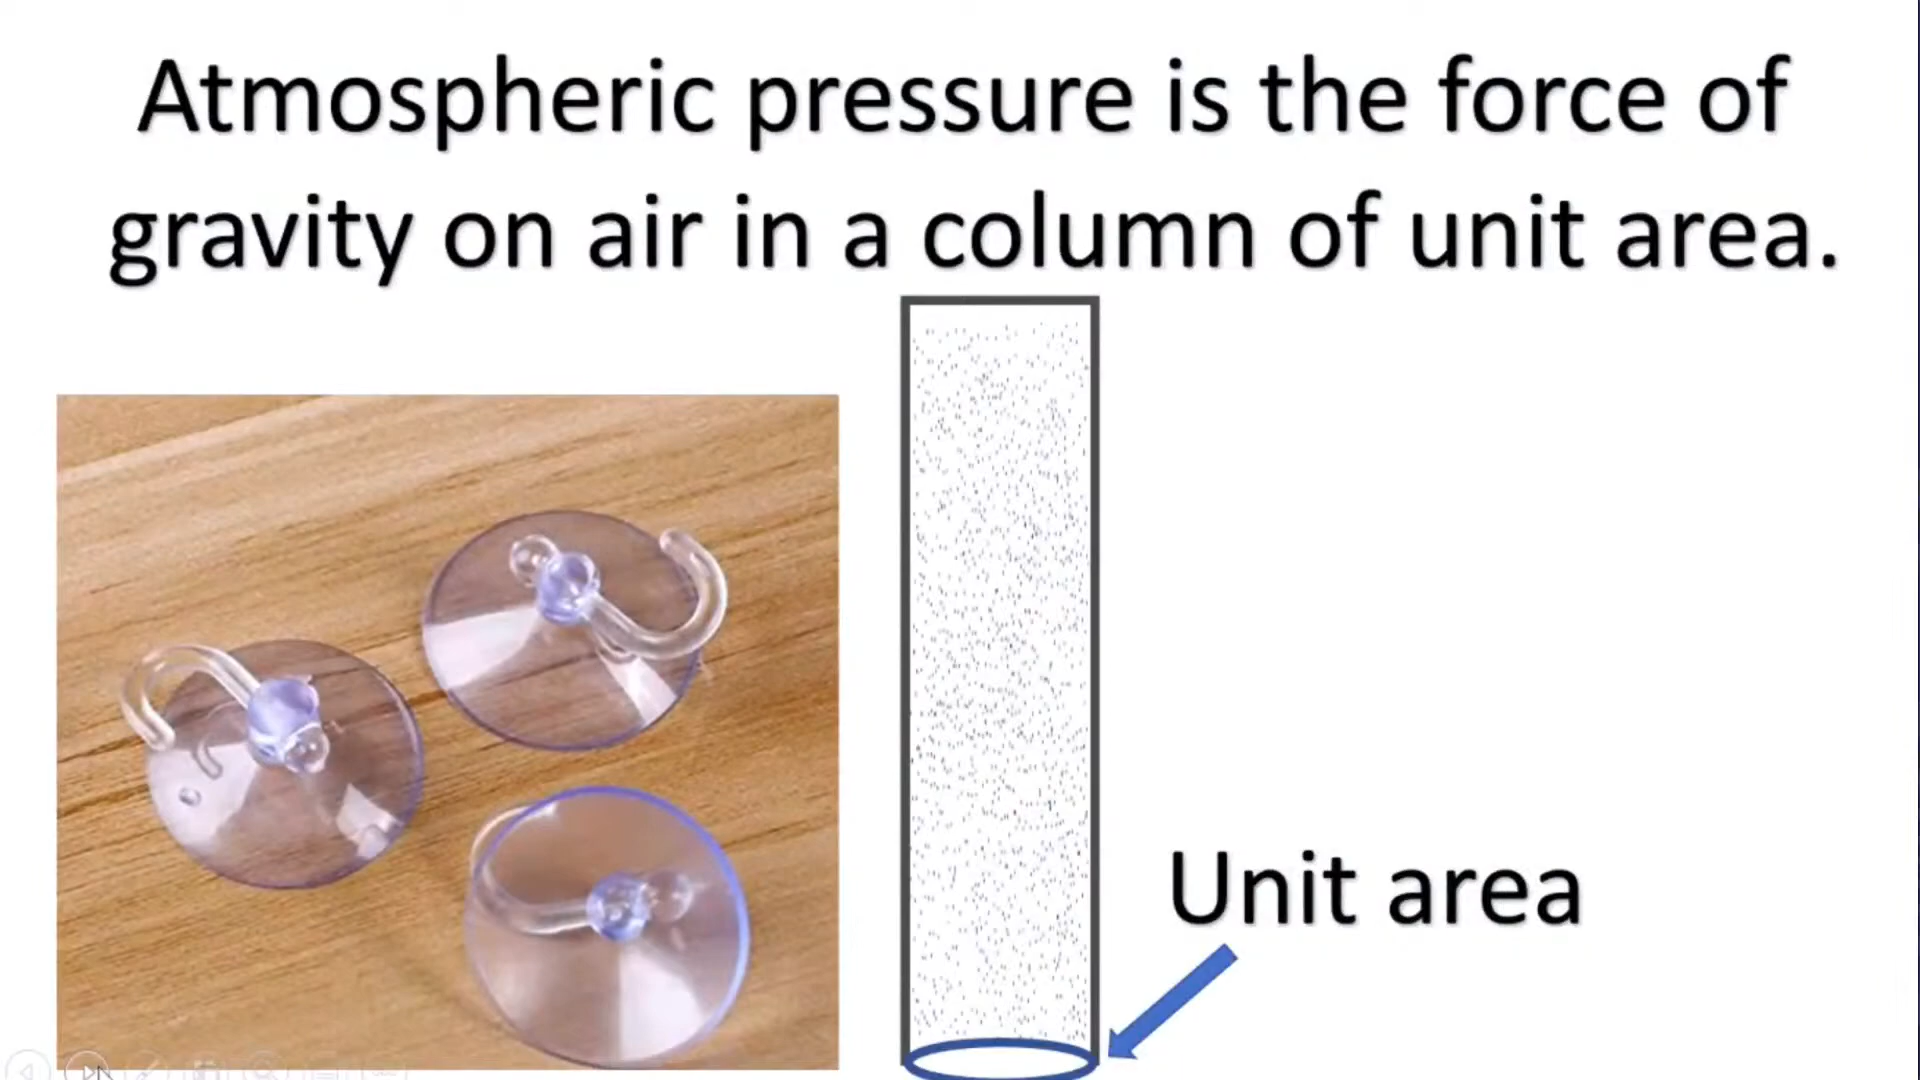 Atmospheric pressure is the force of
gravity on air in a column of unit area.
Unit area